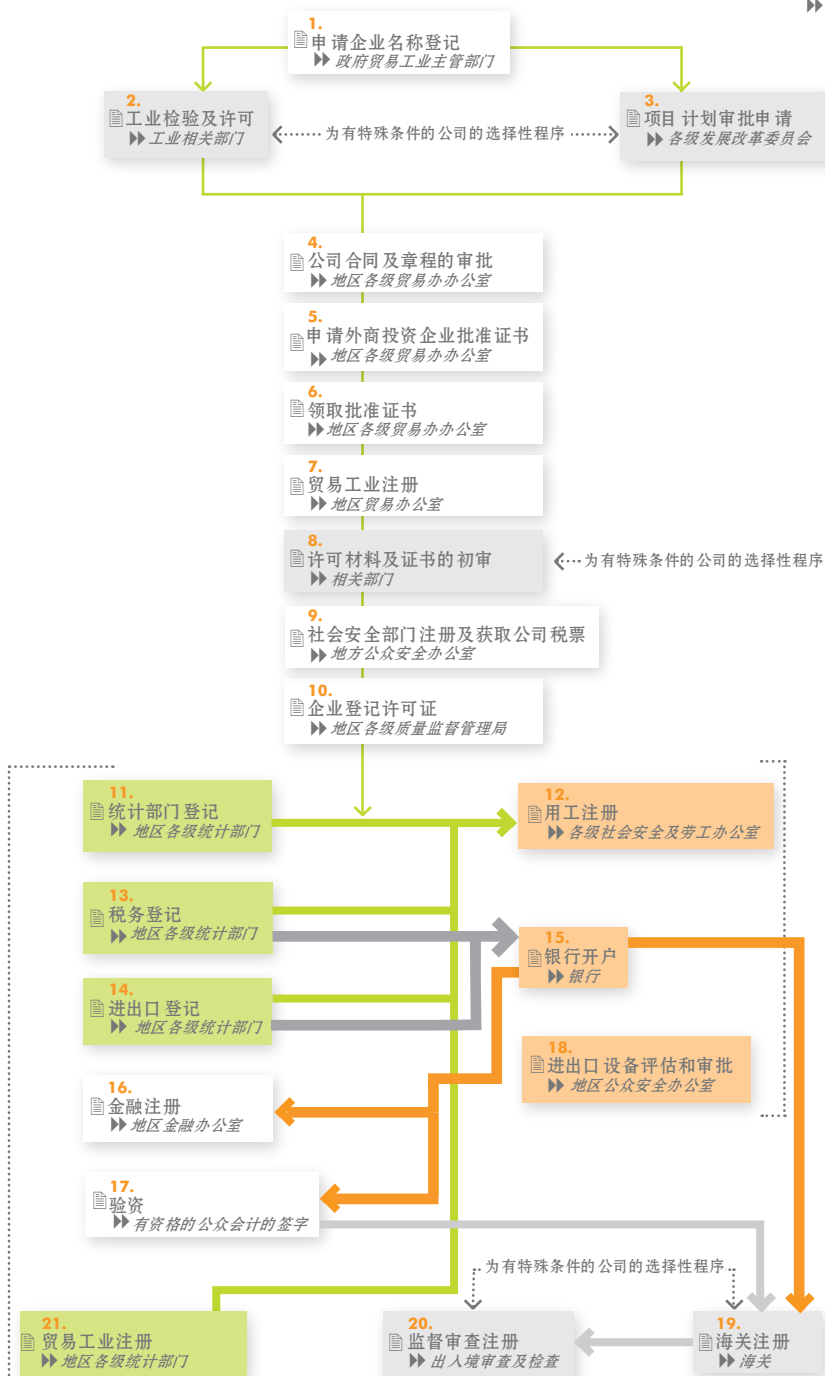 1.
申请企业名称登记
政府贸易工业主管部门
2.
工业检验及许可
工业相关部门
为有特殊条件的公司的选择性程序
3.
项目 计划审批申请
各级发展改革委员会
4.
公司合同及章程的审批
地区各级贸易办办公室
5.
申请外商投资企业批准证书
地区各级贸易办办公室
6.
领取批准证书
地区各级贸易办办公室
7.
贸易工业注册
地区贸易办公室
8.
许可材料及证书的初审
相关部门
为有特殊条件的公司的选择性程序
9.
社会安全部门注册及获取公司税票
地方公众安全办公室
10.
企业登记许可证
地区各级质量监督管理局
11.
统计部门登记
地区各级统计部门
12.
用工注册
各级社会安全及劳工办公室
13.
税务登记
地区各级统计部门
15.
银行开户
银行
14.
进出口登记
地区各级统计部门
18.
进出口设备评估和审批
地区公众安全办公室
16.
金融注册
地区金融办公室
17.
验资
有资格的公众会计的签字
为有特殊条件的公司的选择性程序
21.
贸易工业注册
地区各级统计部门
20.
监督审查注册
出入境审查及检查
19.
海关注册
海关